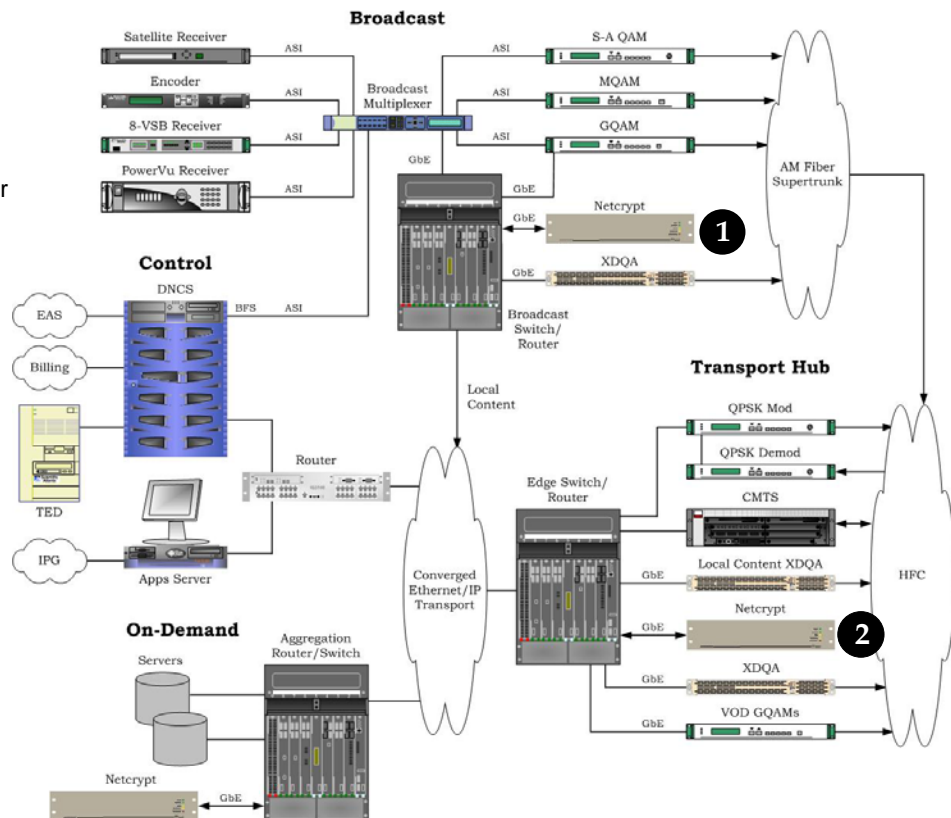 Broadcast
Satellite Receiver
ASI
Encoder
ASI
8-VSB Receiver
ASI
PowerVu Receiver
ASI
r
Broadcast
Multiplexer
ASI
S-A QAM
MQAM
ASI
GQAM
ASI
GbE
GbE
Netcrypt
GbE
1
XDQA
GbE
Broadcast
Switch/
Router
AM Fiber
Supertrunk
Control
DNCS
BFS
ASI
EAS
Billing
TED
IPG
Apps Server
Router
Local
Content
Converged
Ethernet/IP
Transport
On-Demand
Servers
Aggregation
Router/Switch
Netcrypt
GbE
Transport Hub
Edge Switch/
Router
QPSK Mod
QPSK Demod
CMTS
Local Content XDQA
GbE
Netcrypt
GbE
2
XDQA
GbE
VOD GQAMs
GbE
HFC